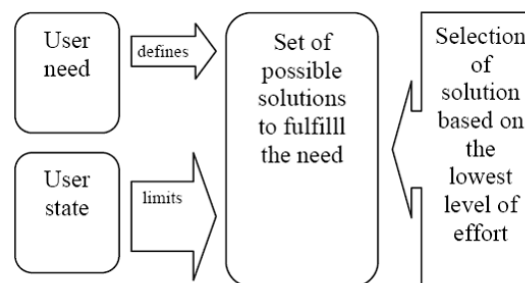 User
need
defines
Set of
possible
solutions
to fulfilll
the need
User
state
limits
Selection
of
solution
based on
the
lowest
level of
effort